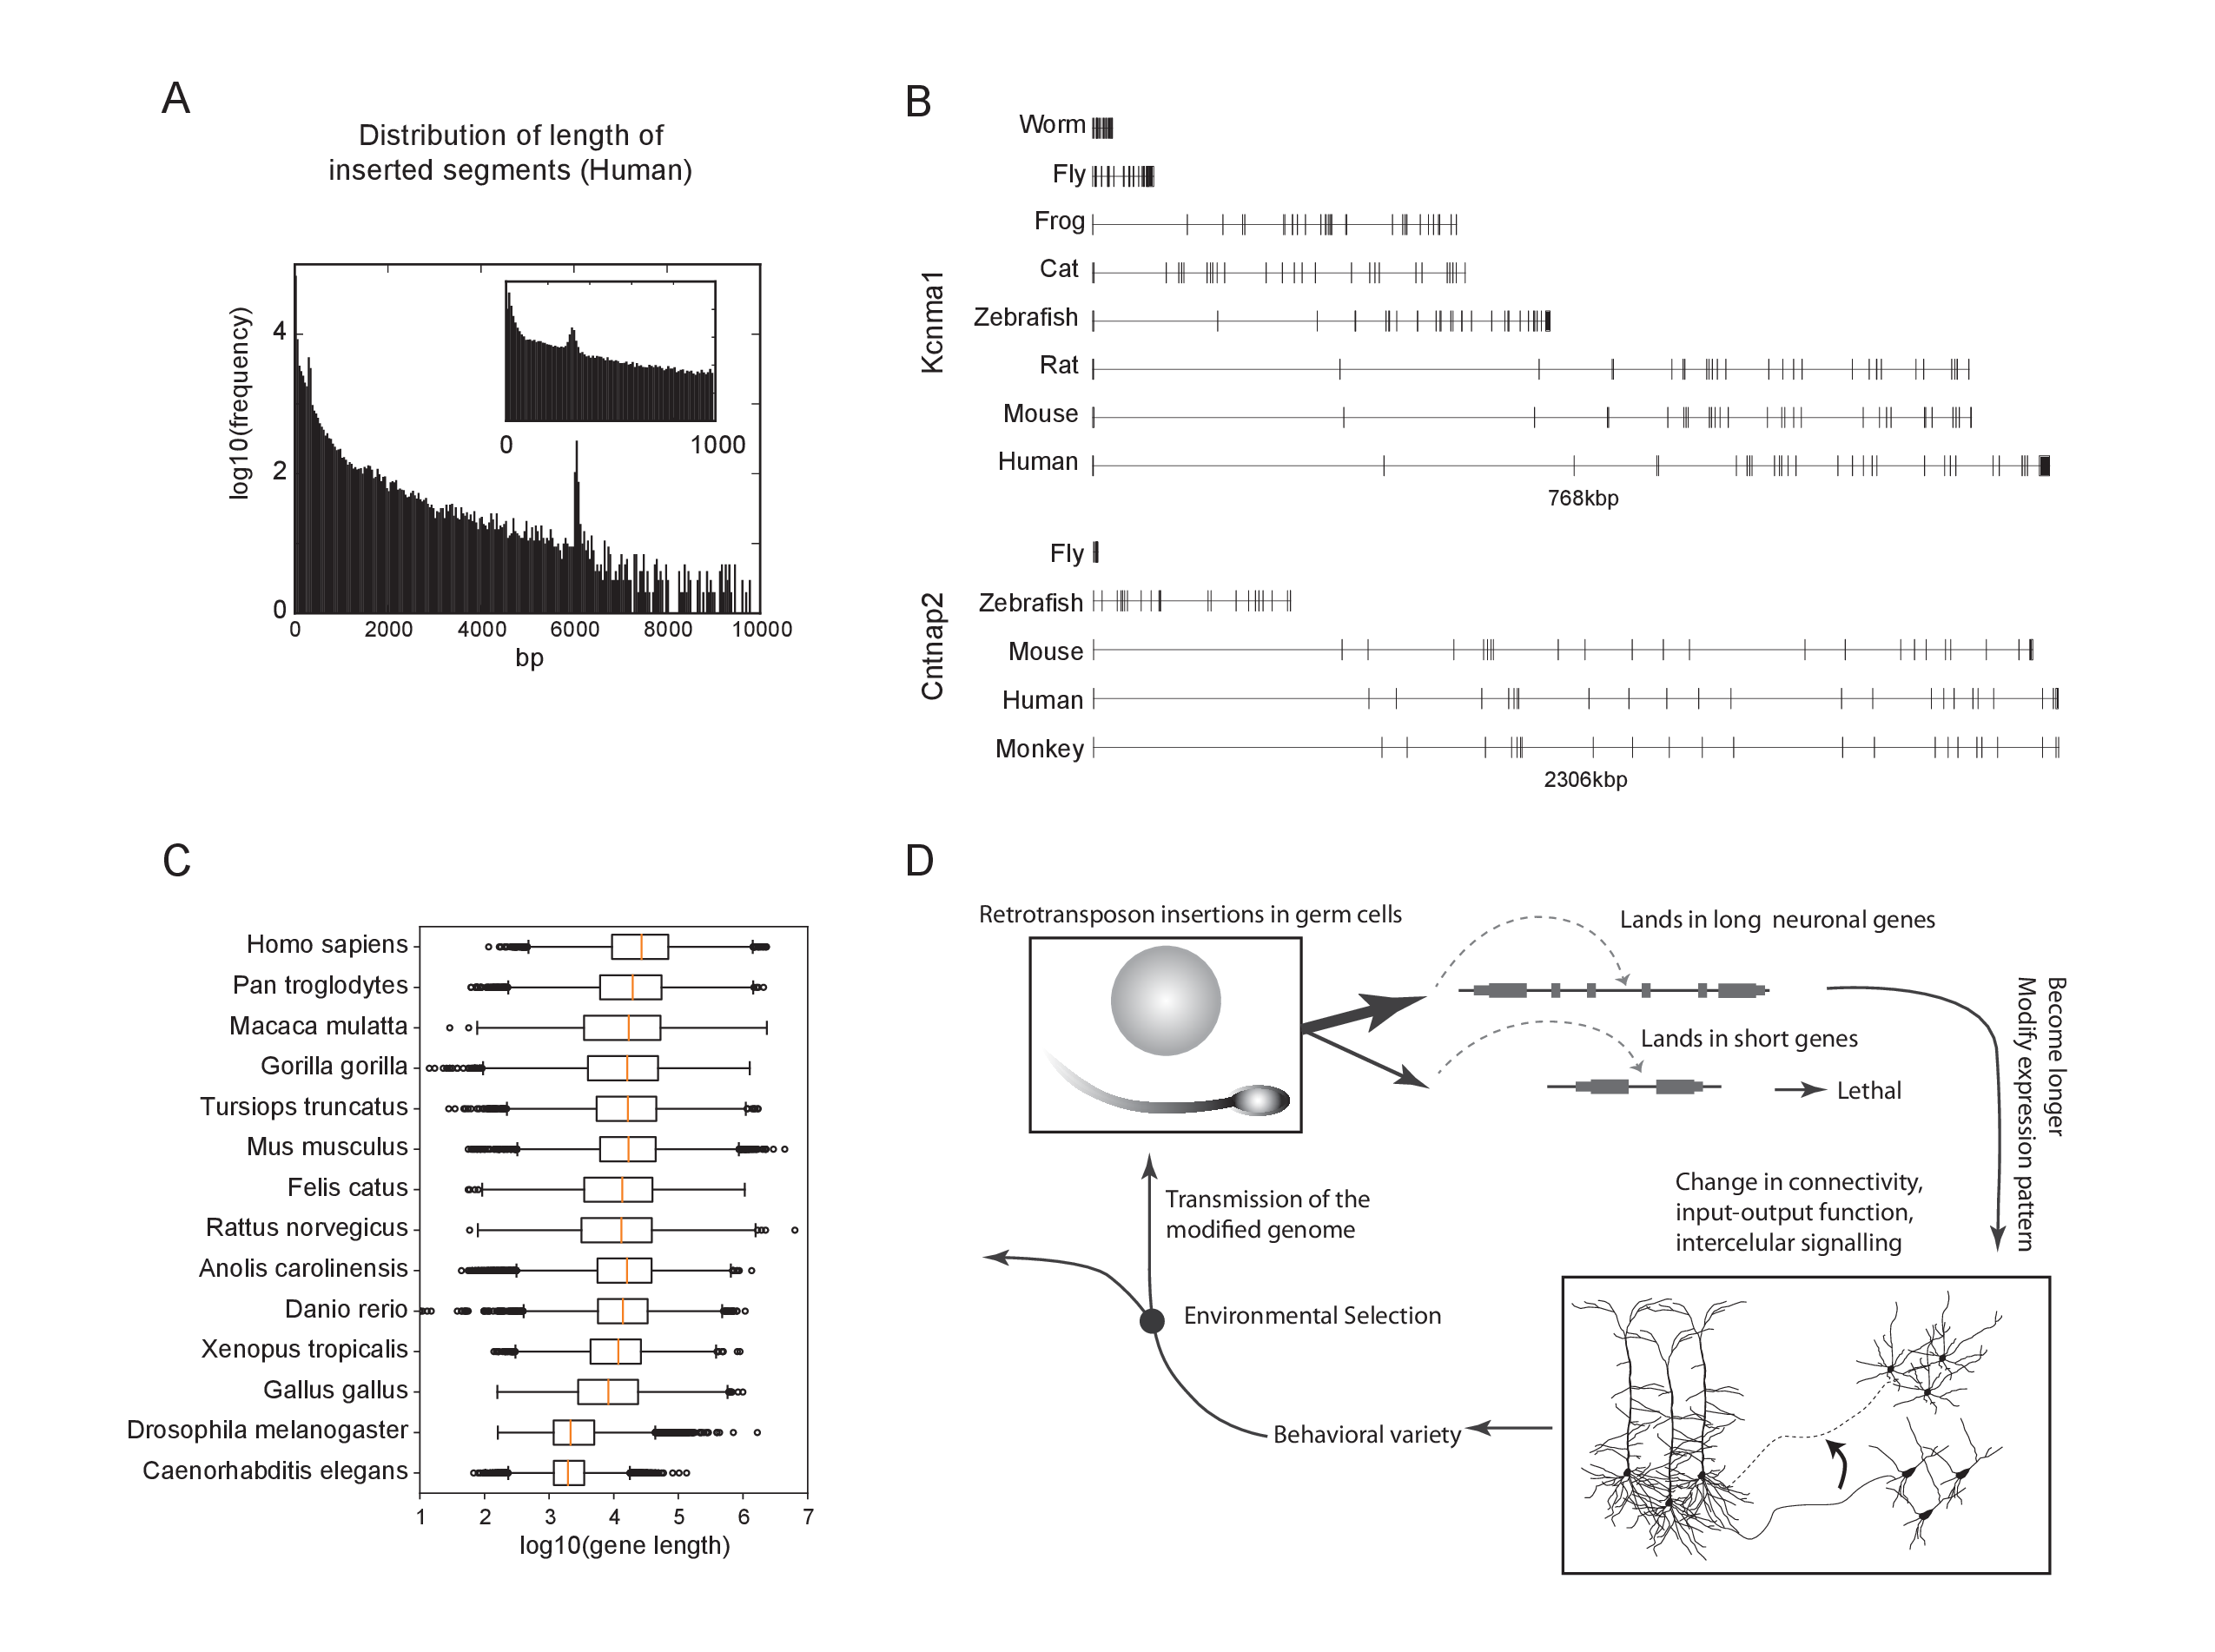 A
Distribution of length of
inserted segments (Human)
log10(frequency)
4
2
0
0
2000
4000
6000
8000
10000
bp
0
1000
B
Kcnma1
Worm
Fly
Frog
Cat
Zebrafish
Rat
Mouse
Human
768kbp
Cntnap2
Fly
Zebrafish
Mouse
Human
Monkey
2306kbp
C
Homo sapiens
Pan troglodytes
Macaca mulatta
Gorilla gorilla
Tursiops truncatus
Mus musculus
Felis catus
Rattus norvegicus
Anolis carolinensis
Danio rerio
Xenopus tropicalis
Gallus gallus
Drosophila melanogaster
Caenorhabditis elegans
1
2
3
4
5
6
7
log10(gene length)
D
Retrotransposon insertions in germ cells
Lands in long neuronal genes
Lands in short genes
Lethal
Become longer
Modify expression pattern
Change in connectivity,
input-output function,
intercelular signalling
Transmission of the
modified genome
Environmental Selection
Behavioral variety